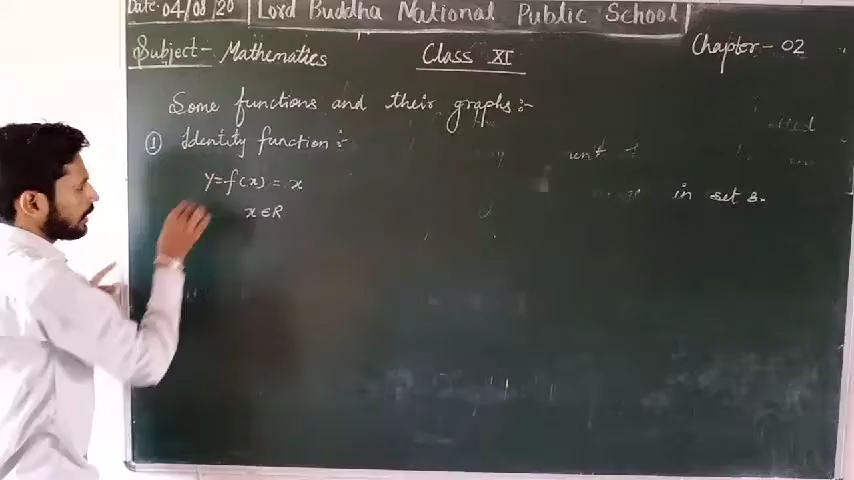 Date- 04/08/20 Lord Buddha National Public School
Subject- Mathematics Class XI Chapter- 02
Some functions and their graphs :-
① Identity function :-
y=f(x) = x
x ∈ R
in set B.